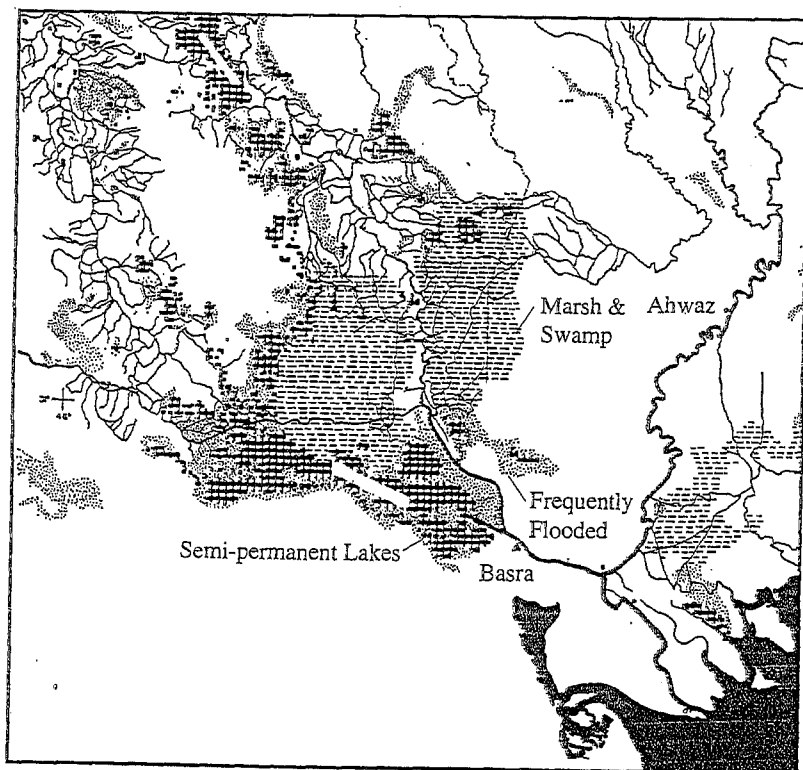 Marsh & Ahwaz
Swamp
Frequently
Flooded
Semi-permanent Lakes
Basra